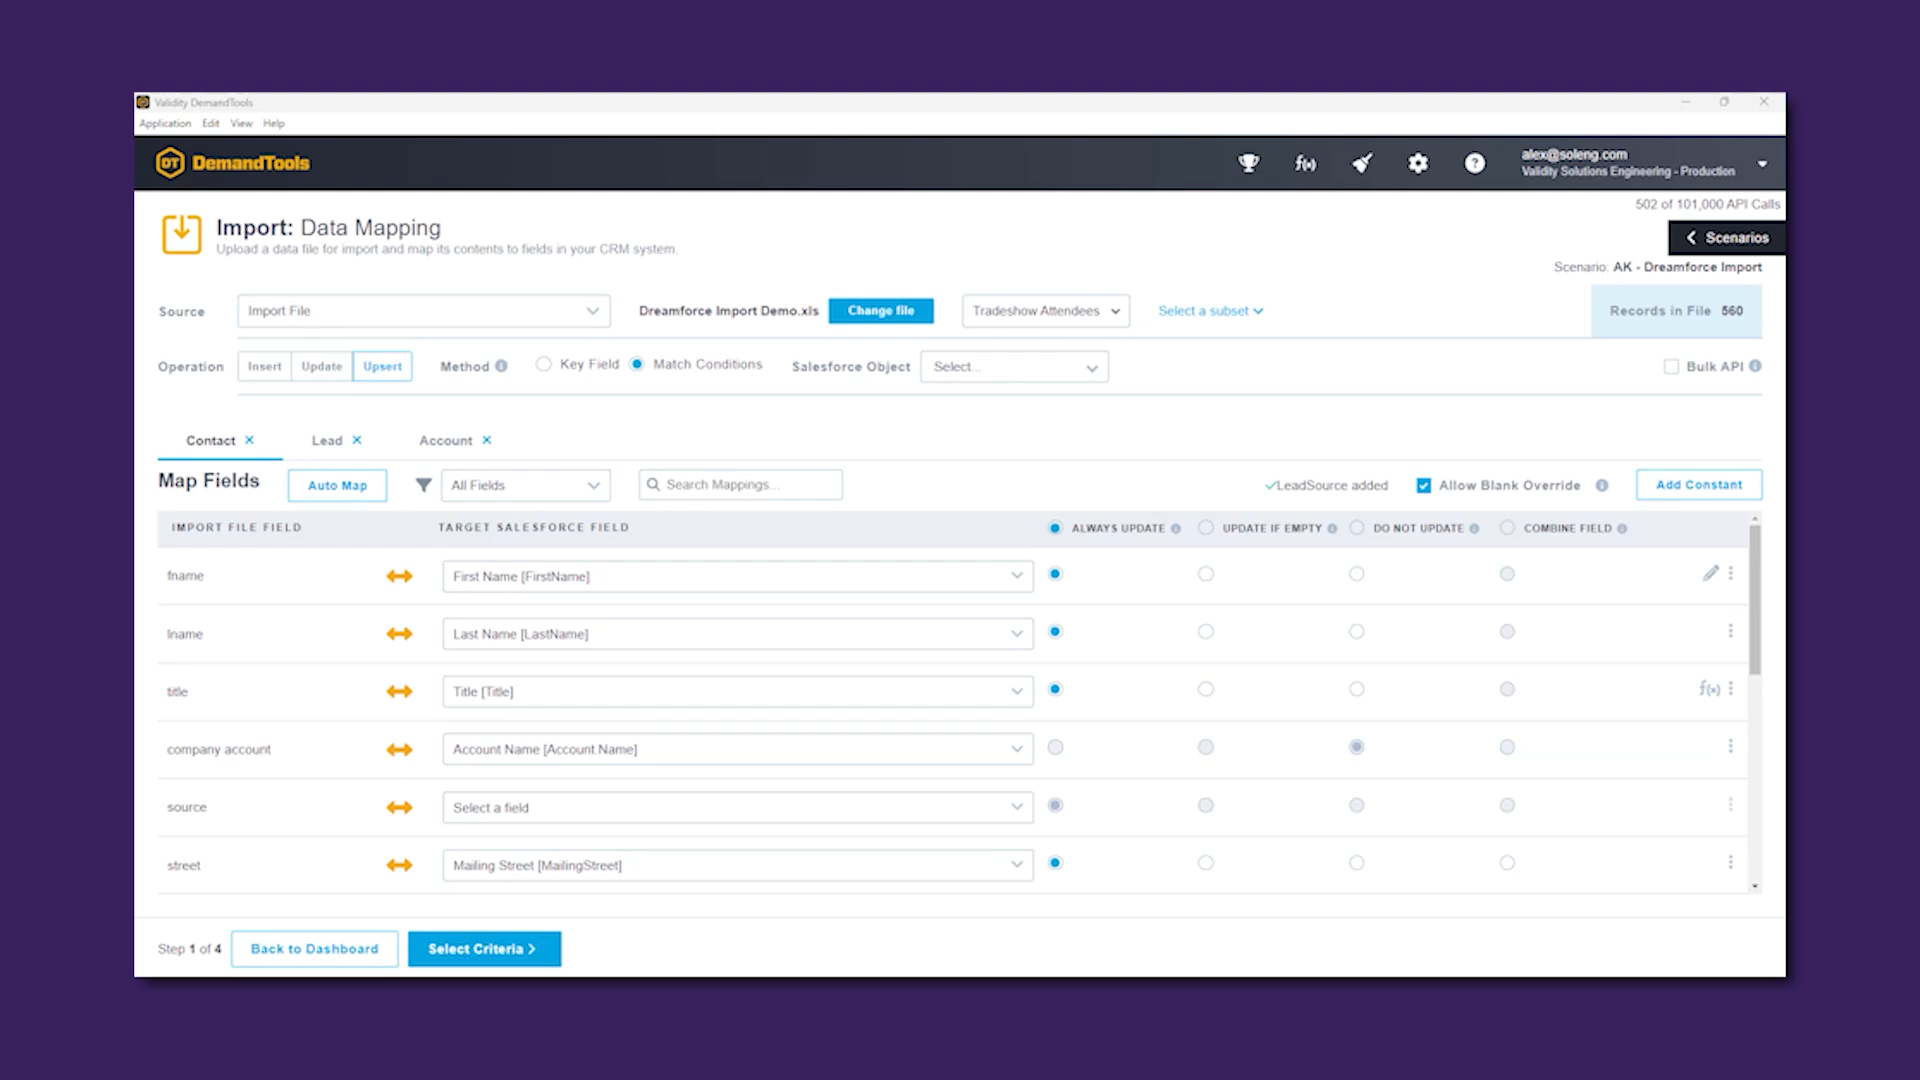 Validity DemandTools
Application Edit View Help
DT DemandTools
f(x)
?
alex@soleng.com
Validity Solutions Engineering - Production
502 of 101,000 API Calls
Import: Data Mapping
Upload a data file for import and map its contents to fields in your CRM system.
Scenarios
Scenario: AK - Dreamforce Import
Source Import File Dreamforce Import Demo.xls Change file Tradeshow Attendees Select a subset Records in File 560
Operation Insert Update Upsert Method Key Field Match Conditions Salesforce Object Select... Bulk API
Contact Lead Account
Map Fields Auto Map All Fields Search Mappings... LeadSource added Allow Blank Override Add Constant
IMPORT FILE FIELD TARGET SALESFORCE FIELD ALWAYS UPDATE UPDATE IF EMPTY DO NOT UPDATE COMBINE FIELD
fname First Name [FirstName]
lname Last Name [LastName]
title Title [Title] f(x)
company account Account Name [Account.Name]
source Select a field
street Mailing Street [MailingStreet]
Step 1 of 4 Back to Dashboard Select Criteria